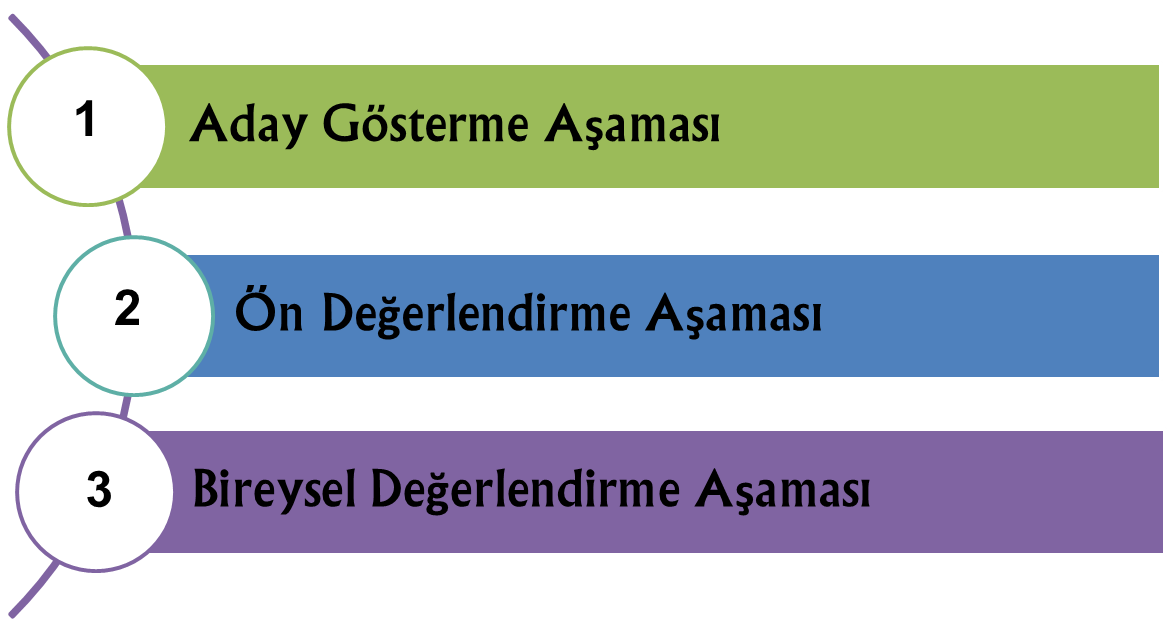 1
Aday Gösterme Aşaması
2
Ön Değerlendirme Aşaması
3
Bireysel Değerlendirme Aşaması